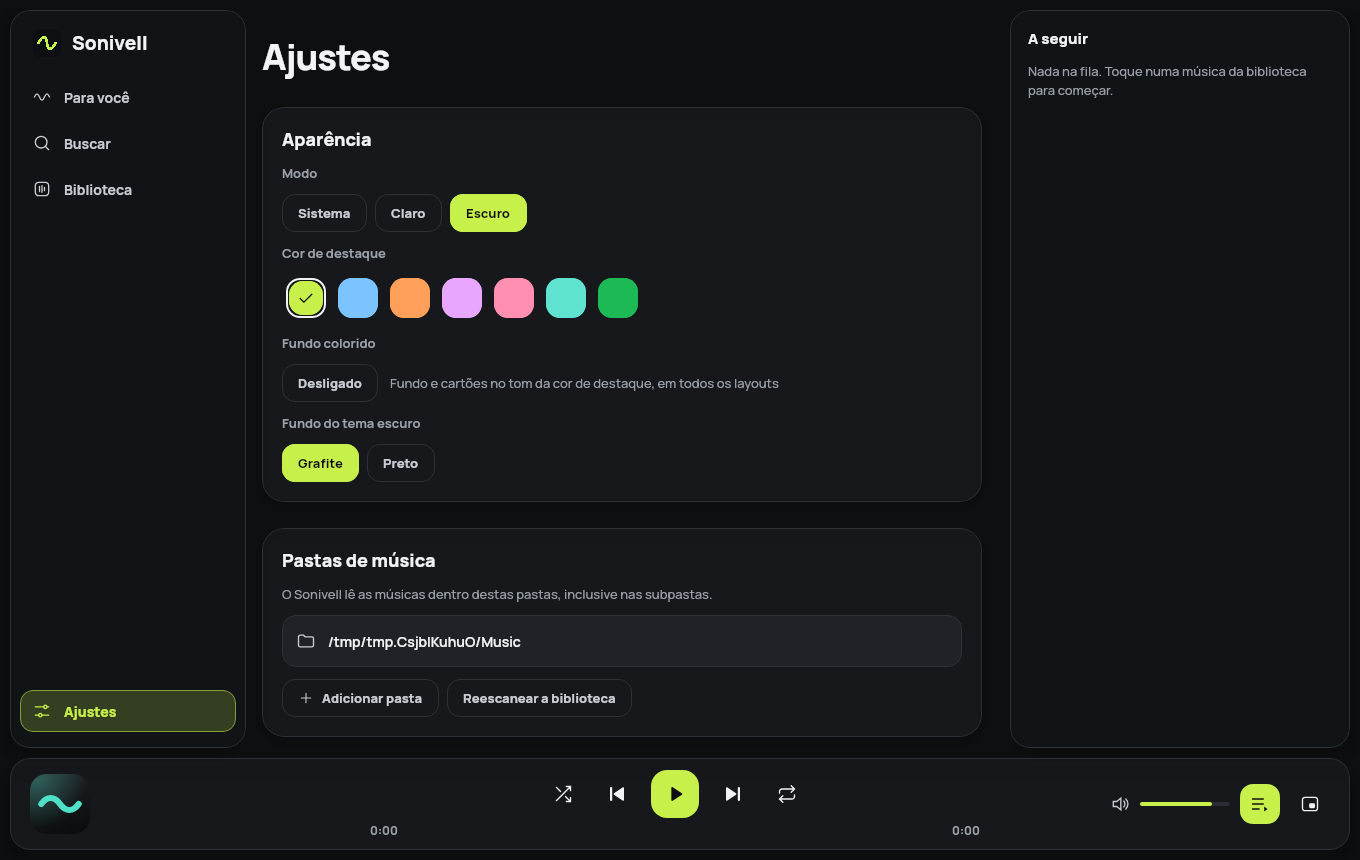 Sonivell
Para você
Buscar
Biblioteca
Ajustes
Ajustes
Aparência
Modo
Sistema
Claro
Escuro
Cor de destaque
Fundo colorido
Desligado
Fundo e cartões no tom da cor de destaque, em todos os layouts
Fundo do tema escuro
Grafite
Preto
Pastas de música
O Sonivell lê as músicas dentro destas pastas, inclusive nas subpastas.
/tmp/tmp.CsjblKuhuO/Music
Adicionar pasta
Reescanear a biblioteca
A seguir
Nada na fila. Toque numa música da biblioteca
para começar.
0:00
0:00